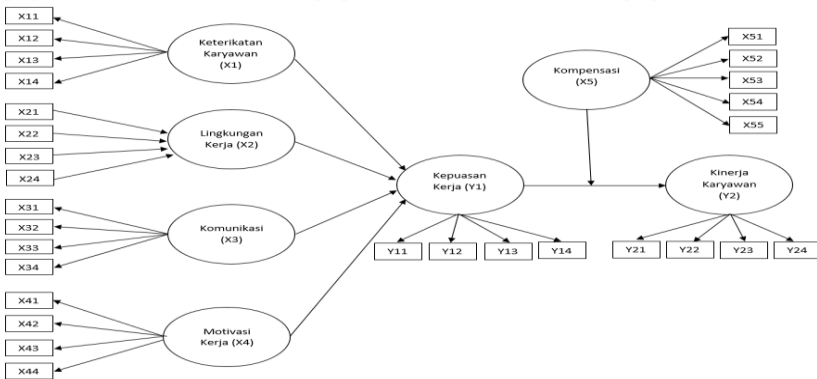 X11
X12
X13
X14
Keterikatan
Karyawan
(X1)
X21
X22
X23
X24
Lingkungan
Kerja (X2)
X31
X32
X33
X34
Komunikasi
(X3)
X41
X42
X43
X44
Motivasi
Kerja (X4)
Kepuasan
Kerja (Y1)
Y11
Y12
Y13
Y14
Kompensasi
(X5)
X51
X52
X53
X54
X55
Kinerja
Karyawan
(Y2)
Y21
Y22
Y23
Y24